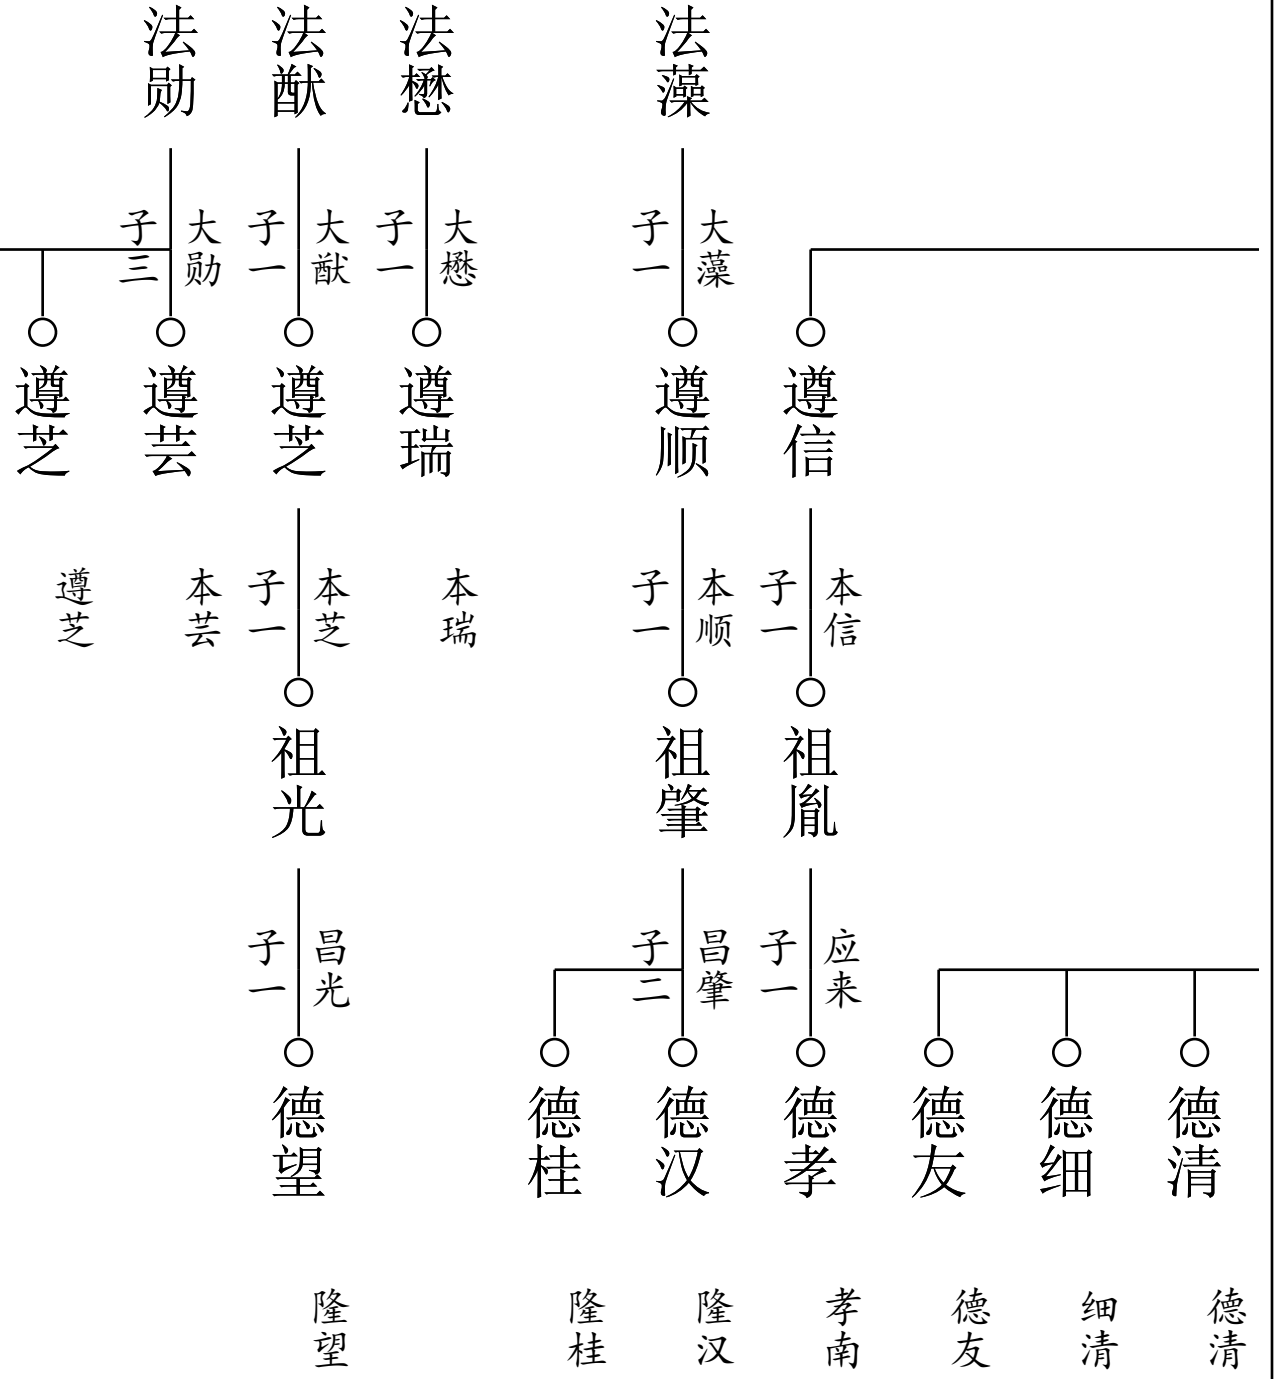 法藻
法懋
法猷
法勋
大藻
子一
大懋
子一
大猷
子一
大勋
子三
遵信
遵顺
遵瑞
遵芝
遵芸
遵芝
本信
子一
本顺
子一
本瑞
本芝
子一
本芸
遵芝
祖胤
祖肇
祖光
应来
子一
昌肇
子二
昌光
子一
德清
德细
德友
德孝
德汉
德桂
德望
德清
细清
德友
孝南
隆汉
隆桂
隆望